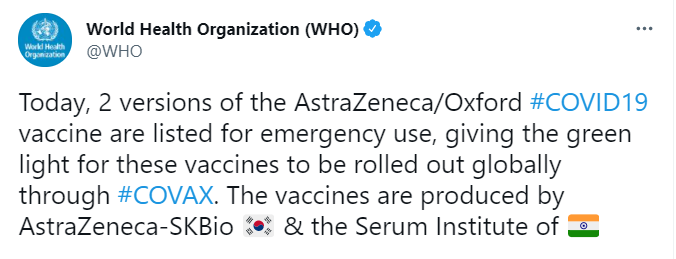 World Health Organization (WHO)
@WHO
World Health
Organization
Today, 2 versions of the AstraZeneca/Oxford #COVID19
vaccine are listed for emergency use, giving the green
light for these vaccines to be rolled out globally
through #COVAX. The vaccines are produced by
AstraZeneca-SKBio 🇰🇷 & the Serum Institute of 🇮🇳